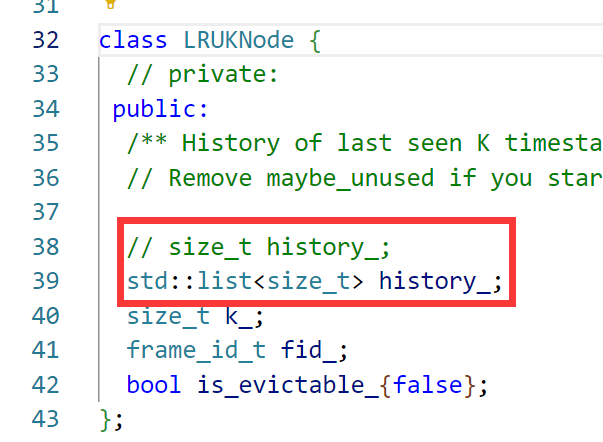 31
32 class LRUKNode {
33 // private:
34 public:
35 /** History of last seen K timesta
36 // Remove maybe_unused if you star
37
38 // size_t history_;
39 std::list<size_t> history_;
40 size_t k_;
41 frame_id_t fid_;
42 bool is_evictable_{false};
43 };